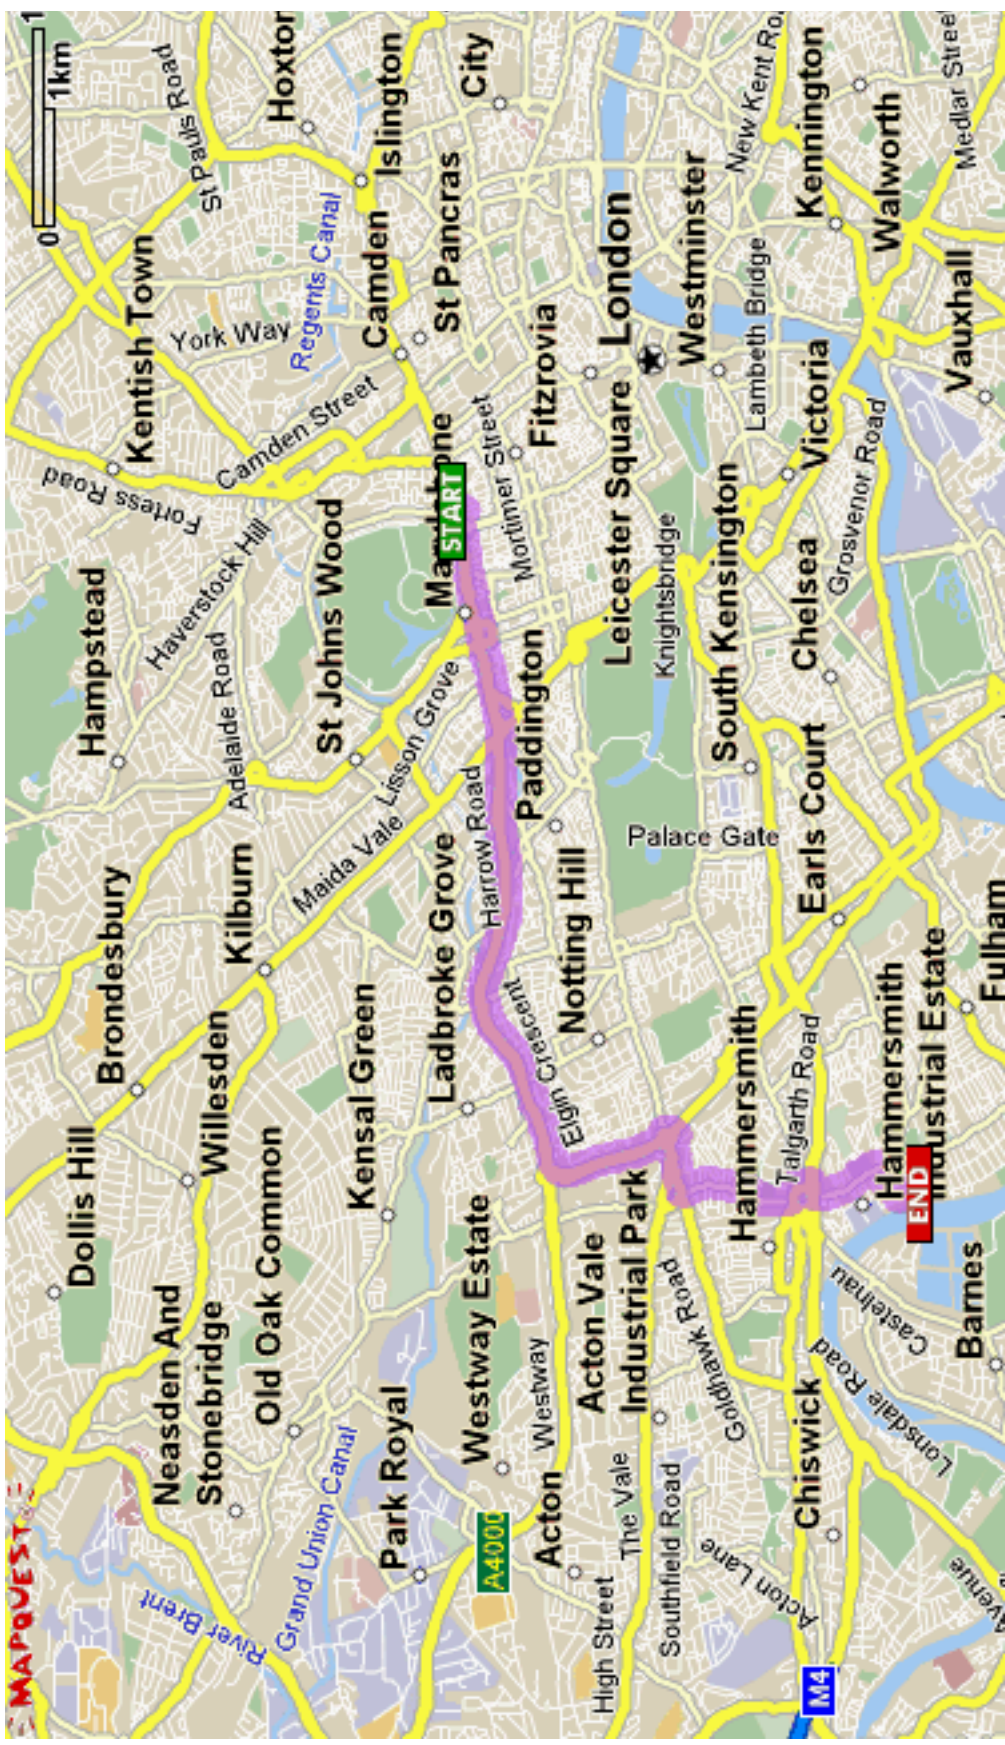 MAPQUEST
Dollis Hill
Hampstead
Fortess Road
Kentish Town
0
1km
1
Brondesbury
River Brent
Neasden And
Stonebridge
Willesden
Kilburn
Adelaide Road
Haverstock Hill
Camden Street
York Way
St Pauls Road
Old Oak Common
Grand Union Canal
Maida Vale
St Johns Wood
Regents Canal
Hoxton
Kensal Green
Lisson Grove
Camden
Islington
Park Royal
Ladbroke Grove
START
St Pancras
City
A4000
Westway Estate
Harrow Road
Mortimer Street
Acton
Westway
Elgin Crescent
Paddington
Fitzrovia
Notting Hill
High Street
The Vale
Acton Vale
Industrial Park
Leicester Square
London
Southfield Road
Palace Gate
Knightsbridge
Westminster
Acton Lane
Goldhawk Road
Hammersmith
South Kensington
Lambeth Bridge
New Kent Ro
M4
Chiswick
Talgarth Road
Earls Court
Chelsea
Victoria
Kennington
Lonsdale Road
Castelnau
Grosvenor Road
Walworth
END
Hammersmith
Industrial Estate
Avenue
Barnes
Fulham
Vauxhall
Medlar Stree